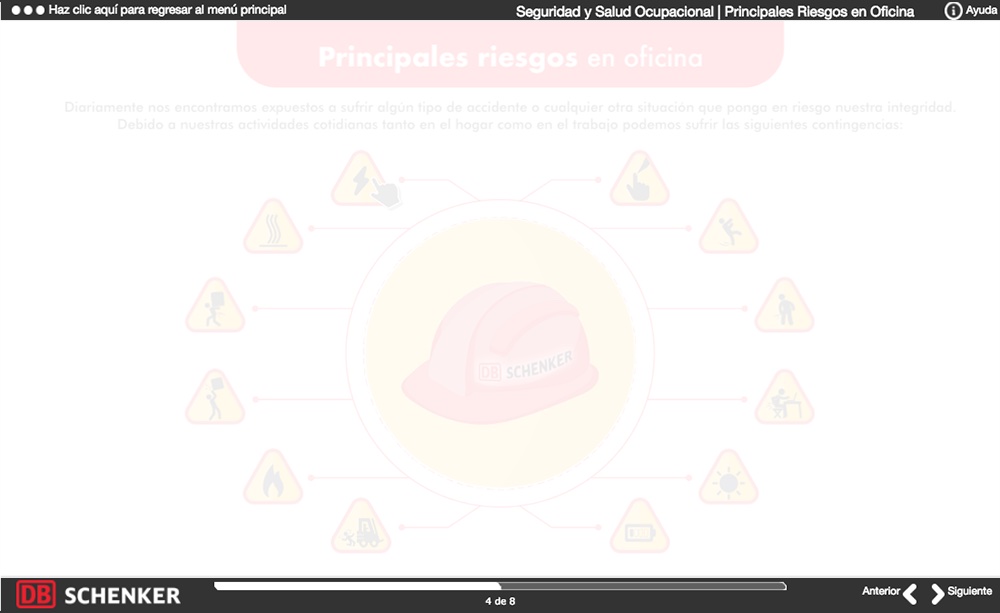 Haz clic aquí para regresar al menú principal
Seguridad y Salud Ocupacional | Principales Riesgos en Oficina
Ayuda
Principales riesgos en oficina
Diariamente nos encontramos expuestos a sufrir algún tipo de accidente o cualquier otra situación que ponga en riesgo nuestra integridad.
Debido a nuestras actividades cotidianas tanto en el hogar como en el trabajo podemos sufrir las siguientes contingencias:
DB SCHENKER
DB SCHENKER
4 de 8
Anterior
Siguiente